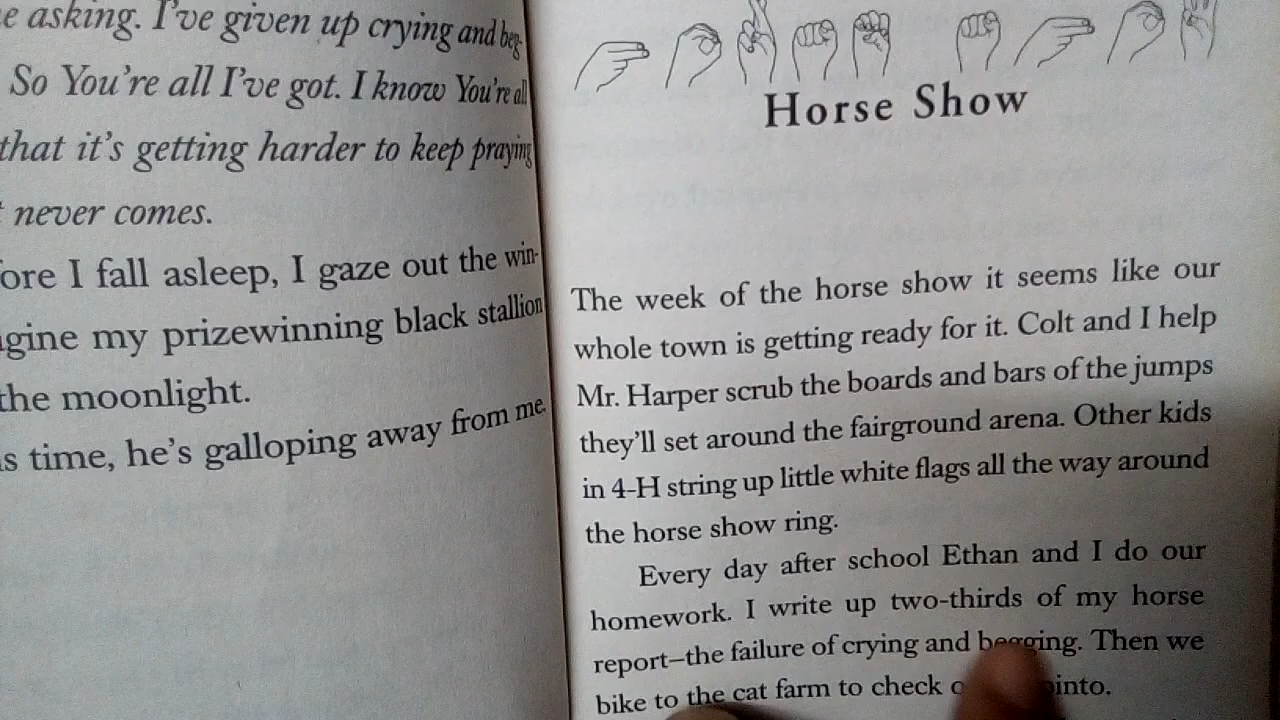 e asking. I've given up crying and beg-
So You're all I've got. I know You're all
that it's getting harder to keep praying
never comes.
ore I fall asleep, I gaze out the win-
gine my prizewinning black stallion
the moonlight.
s time, he's galloping away from me.
Horse Show
The week of the horse show it seems like our
whole town is getting ready for it. Colt and I help
Mr. Harper scrub the boards and bars of the jumps
they'll set around the fairground arena. Other kids
in 4-H string up little white flags all the way around
the horse show ring.
Every day after school Ethan and I do our
homework. I write up two-thirds of my horse
report–the failure of crying and begging. Then we
bike to the cat farm to check into.